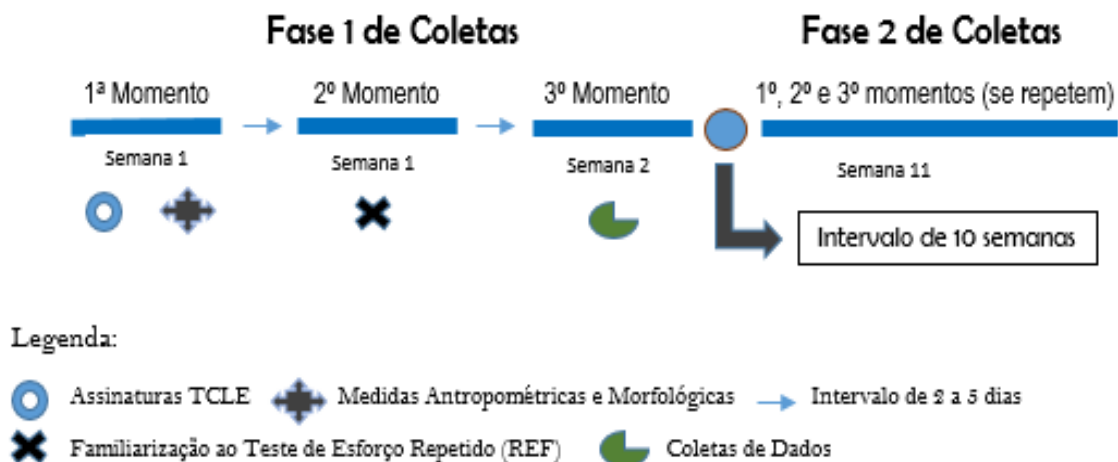 Fase 1 de Coletas
Fase 2 de Coletas
1ª Momento
2º Momento
3º Momento
1º, 2º e 3º momentos (se repetem)
Semana 1
Semana 1
Semana 2
Semana 11
Intervalo de 10 semanas
Legenda:
Assinaturas TCLE
Medidas Antropométricas e Morfológicas
Intervalo de 2 a 5 dias
Familiarização ao Teste de Esforço Repetido (REF)
Coletas de Dados